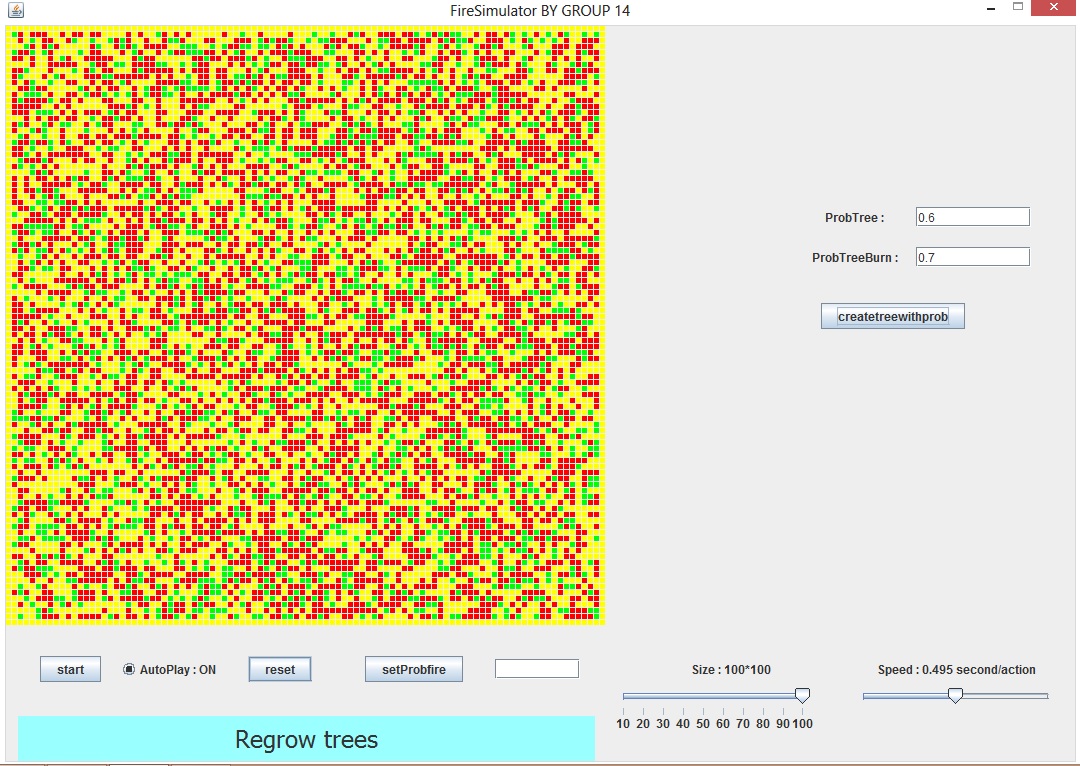 FireSimulator BY GROUP 14
ProbTree : 0.6
ProbTreeBurn : 0.7
createtreewithprob
start AutoPlay : ON reset setProbfire Size : 100*100 Speed : 0.495 second/action
10 20 30 40 50 60 70 80 90 100
Regrow trees